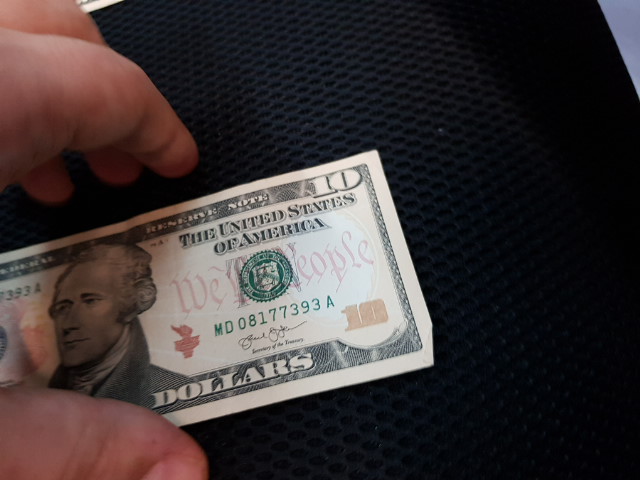 10
RESERVE NOTE
THE UNITED STATES
OF AMERICA
We the People
7393 A
MD 08177393 A
10
Secretary of the Treasury
DOLLARS